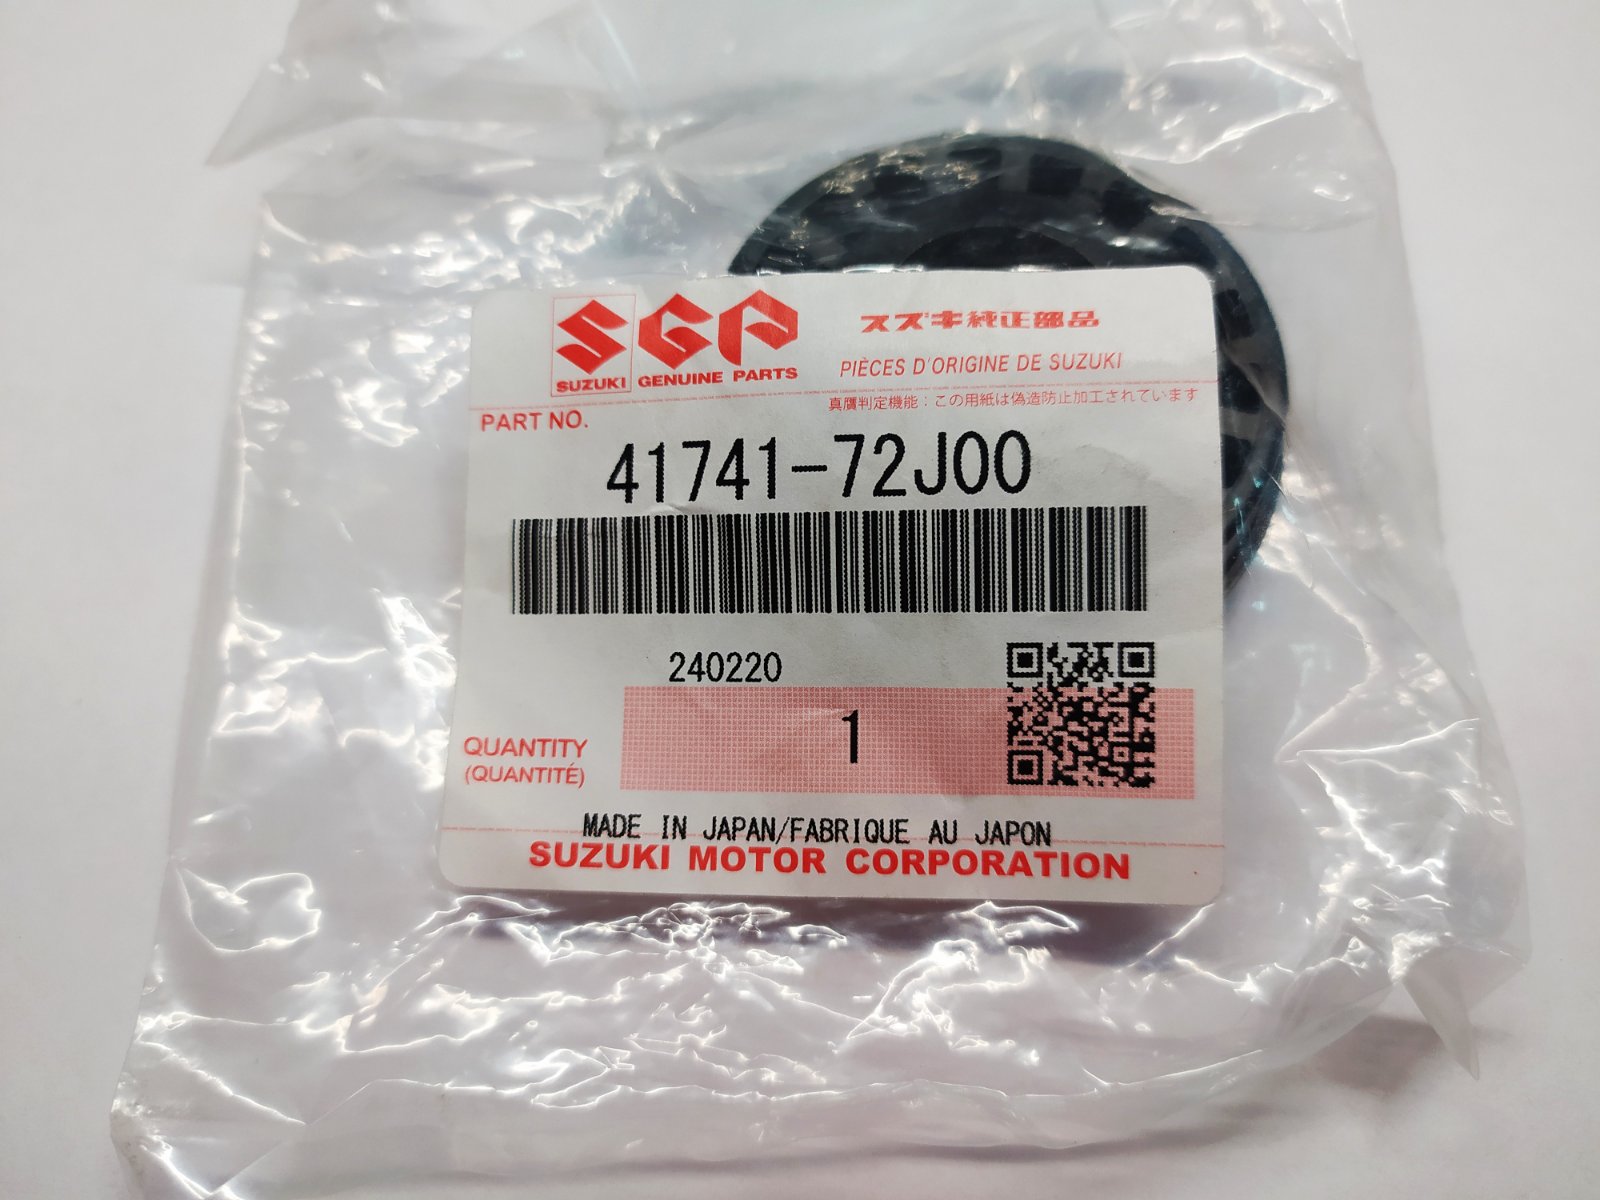 SGP
スズキ純正部品
SUZUKI GENUINE PARTS
PIÈCES D'ORIGINE DE SUZUKI
真贋判定機能：この用紙は偽造防止加工されています
PART NO.
41741-72J00
240220
QUANTITY
1
(QUANTITÉ)
MADE IN JAPAN/FABRIQUE AU JAPON
SUZUKI MOTOR CORPORATION